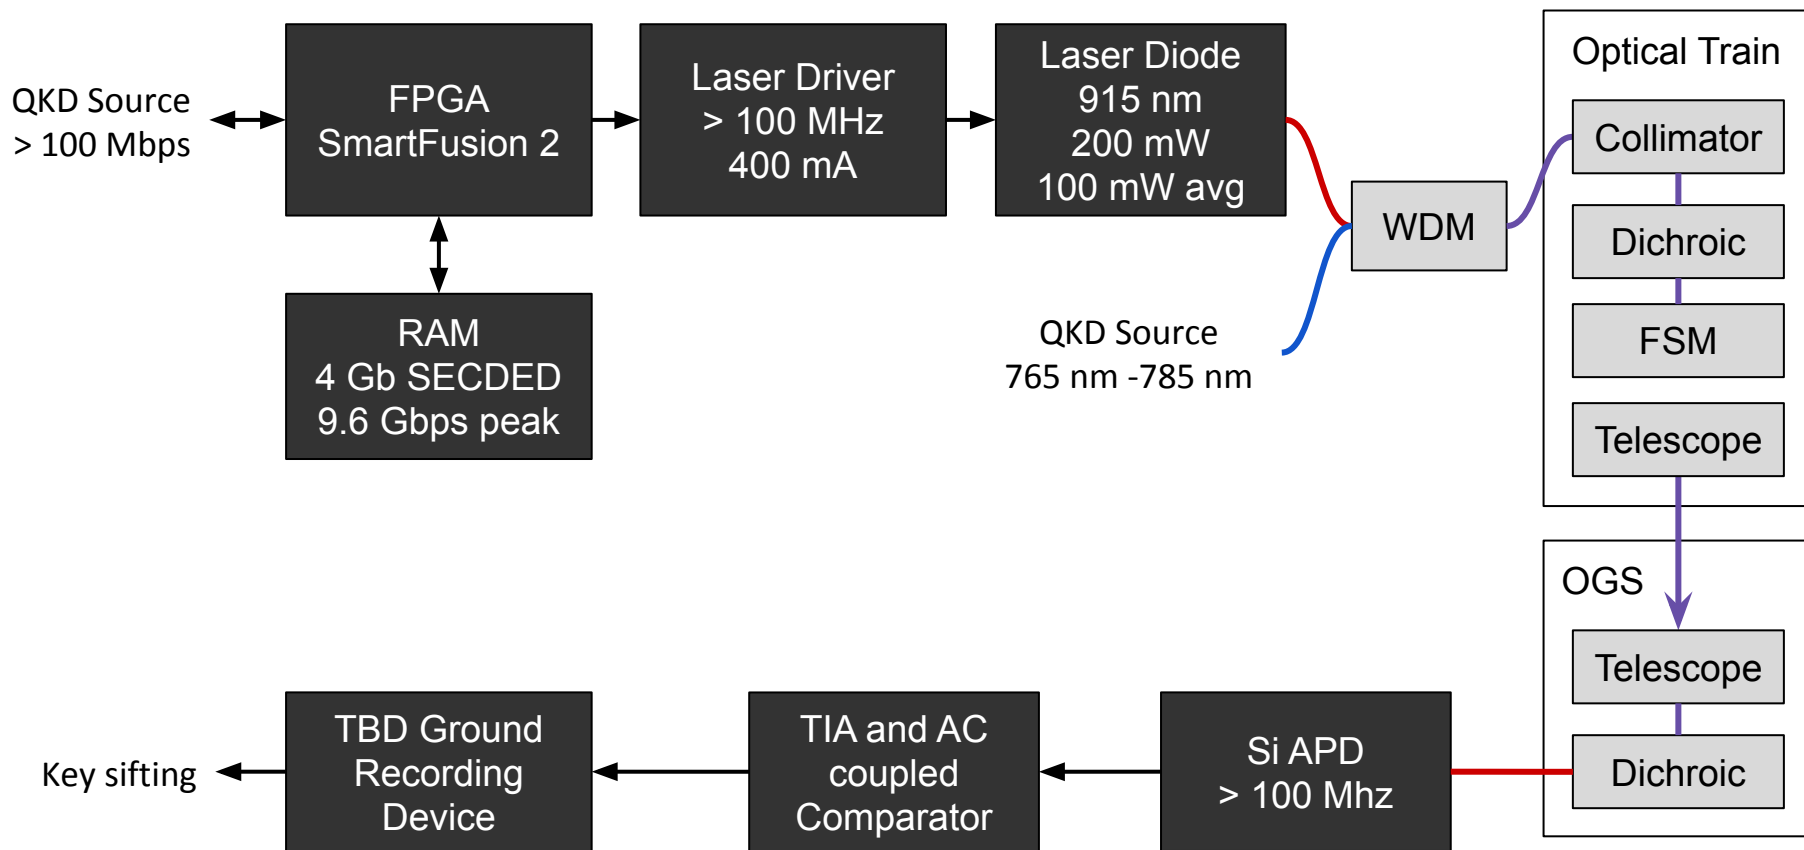 QKD Source
> 100 Mbps
FPGA
SmartFusion 2
Laser Driver
> 100 MHz
400 mA
Laser Diode
915 nm
200 mW
100 mW avg
Optical Train
Collimator
Dichroic
FSM
Telescope
WDM
RAM
4 Gb SECDED
9.6 Gbps peak
QKD Source
765 nm -785 nm
OGS
Telescope
Dichroic
Si APD
> 100 Mhz
TIA and AC
coupled
Comparator
TBD Ground
Recording
Device
Key sifting